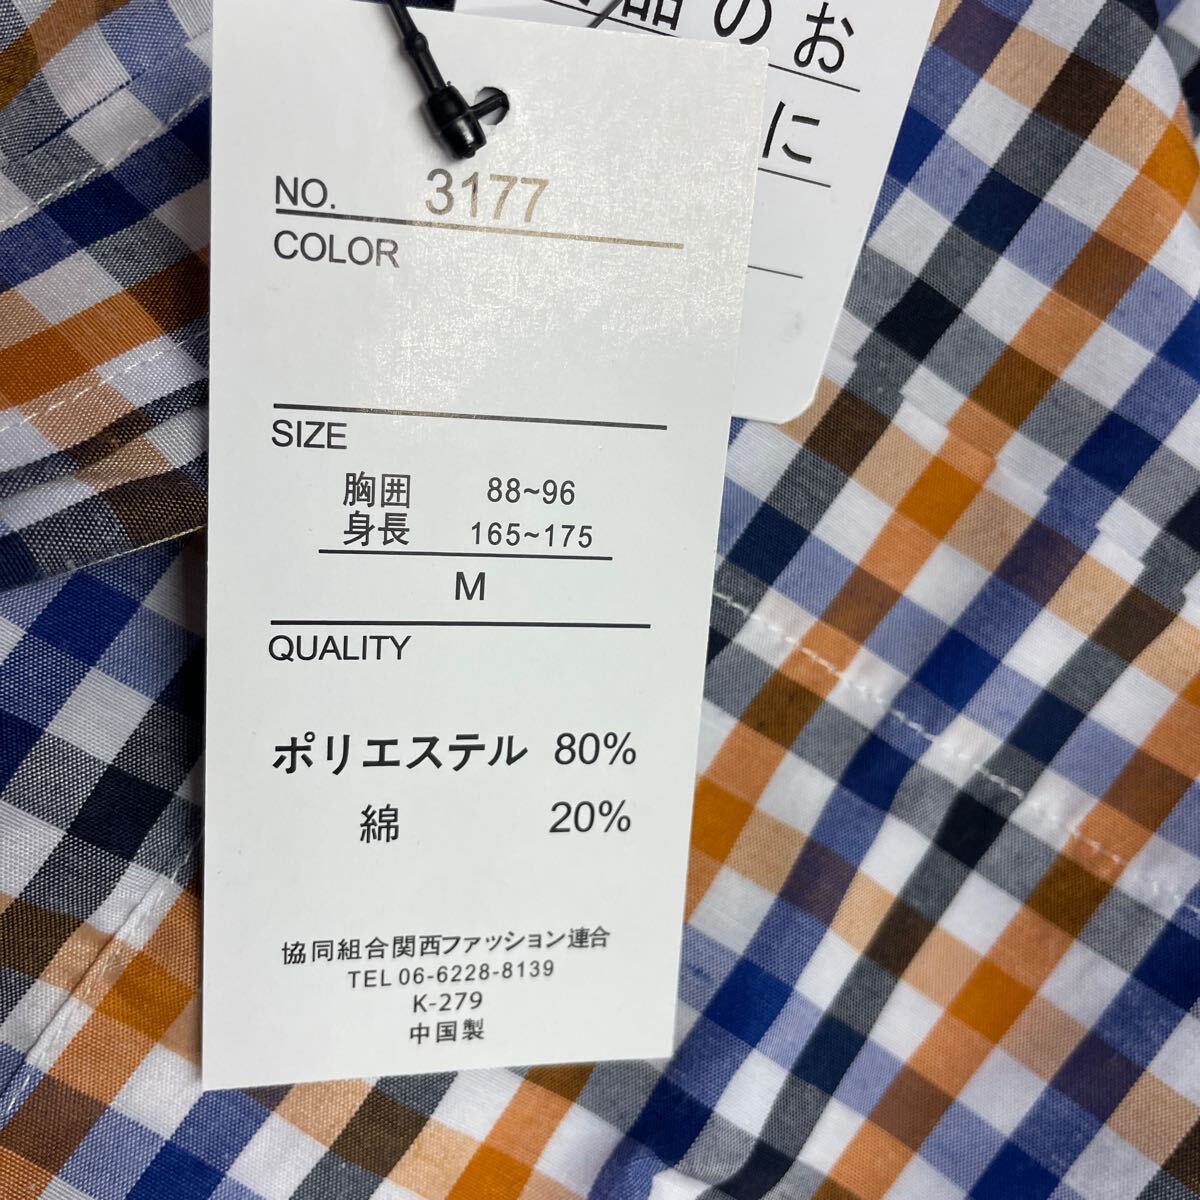 品のお
に
NO. 3177
COLOR
SIZE
胸囲 88~96
身長 165~175
M
QUALITY
ポリエステル 80%
綿 20%
協同組合関西ファッション連合
TEL 06-6228-8139
K-279
中国製